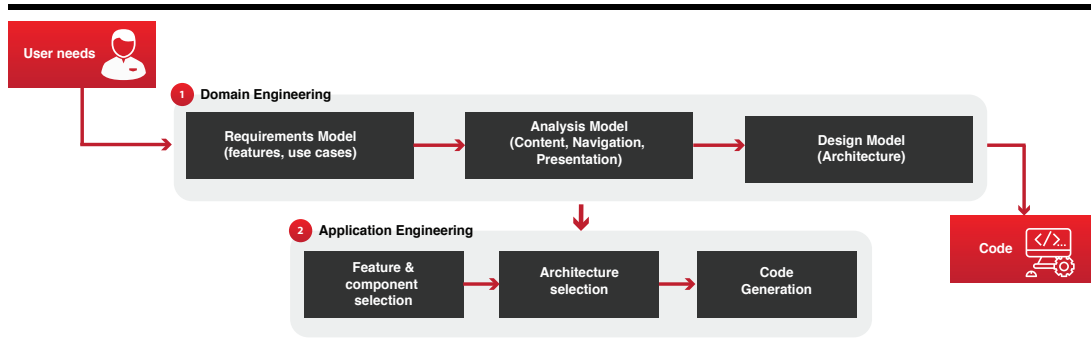 User needs
1 Domain Engineering
Requirements Model
(features, use cases)
Analysis Model
(Content, Navigation,
Presentation)
Design Model
(Architecture)
2 Application Engineering
Feature &
component
selection
Architecture
selection
Code
Generation
Code
</>...